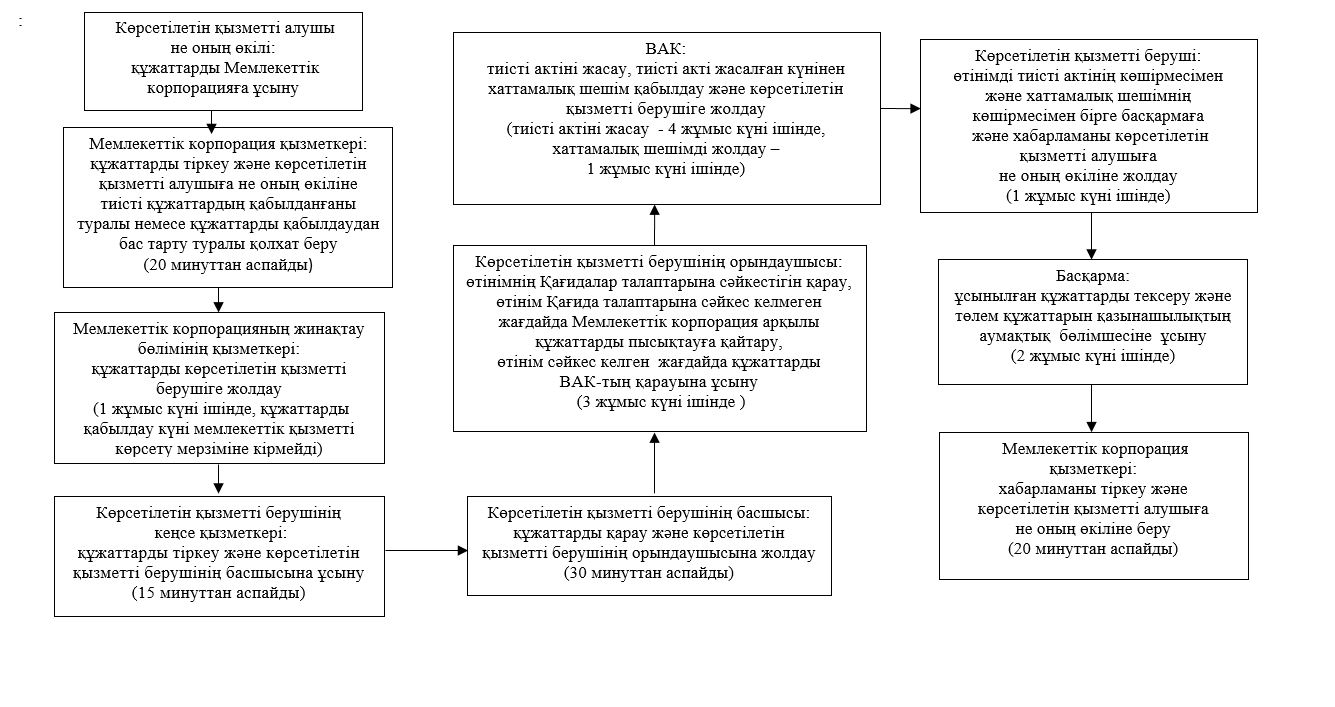 :
Көрсетілетін қызметті алушы
не оның өкілі:
құжаттарды Мемлекеттік
корпорацияға ұсыну
Мемлекеттік корпорация қызметкері:
құжаттарды тіркеу және көрсетілетін
қызметті алушыға не оның өкіліне
тиісті құжаттардың қабылданғаны
туралы немесе құжаттарды қабылдаудан
бас тарту туралы қолхат беру
(20 минуттан аспайды)
Мемлекеттік корпорацияның жинақтау
бөлімінің қызметкері:
құжаттарды көрсетілетін қызметті
берушіге жолдау
(1 жұмыс күні ішінде, құжаттарды
қабылдау күні мемлекеттік қызметті
көрсету мерзіміне кірмейді)
Көрсетілетін қызметті берушінің
кеңсе қызметкері:
құжаттарды тіркеу және көрсетілетін
қызметті берушінің басшысына ұсыну
(15 минуттан аспайды)
Көрсетілетін қызметті берушінің басшысы:
құжаттарды қарау және көрсетілетін
қызметті берушінің орындаушысына жолдау
(30 минуттан аспайды)
Көрсетілетін қызметті берушінің орындаушысы:
өтінімнің Қағидалар талаптарына сәйкестігін қарау,
өтінім Қағида талаптарына сәйкес келмеген
жағдайда Мемлекеттік корпорация арқылы
құжаттарды пысықтауға қайтару,
өтінім сәйкес келген жағдайда құжаттарды
ВАК-тың қарауына ұсыну
(3 жұмыс күні ішінде )
ВАК:
тиісті актіні жасау, тиісті акті жасалған күнінен
хаттамалық шешім қабылдау және көрсетілетін
қызметті берушіге жолдау
(тиісті актіні жасау - 4 жұмыс күні ішінде,
хаттамалық шешімді жолдау –
1 жұмыс күні ішінде)
Көрсетілетін қызметті беруші:
өтінімді тиісті актінің көшірмесімен
және хаттамалық шешімнің
көшірмесімен бірге басқармаға
және хабарламаны көрсетілетін
қызметті алушыға
не оның өкіліне жолдау
(1 жұмыс күні ішінде)
Басқарма:
ұсынылған құжаттарды тексеру және
төлем құжаттарын қазынашылықтың
аумақтық бөлімшесіне ұсыну
(2 жұмыс күні ішінде)
Мемлекеттік корпорация
қызметкері:
хабарламаны тіркеу және
көрсетілетін қызметті алушыға
не оның өкіліне беру
(20 минуттан аспайды)